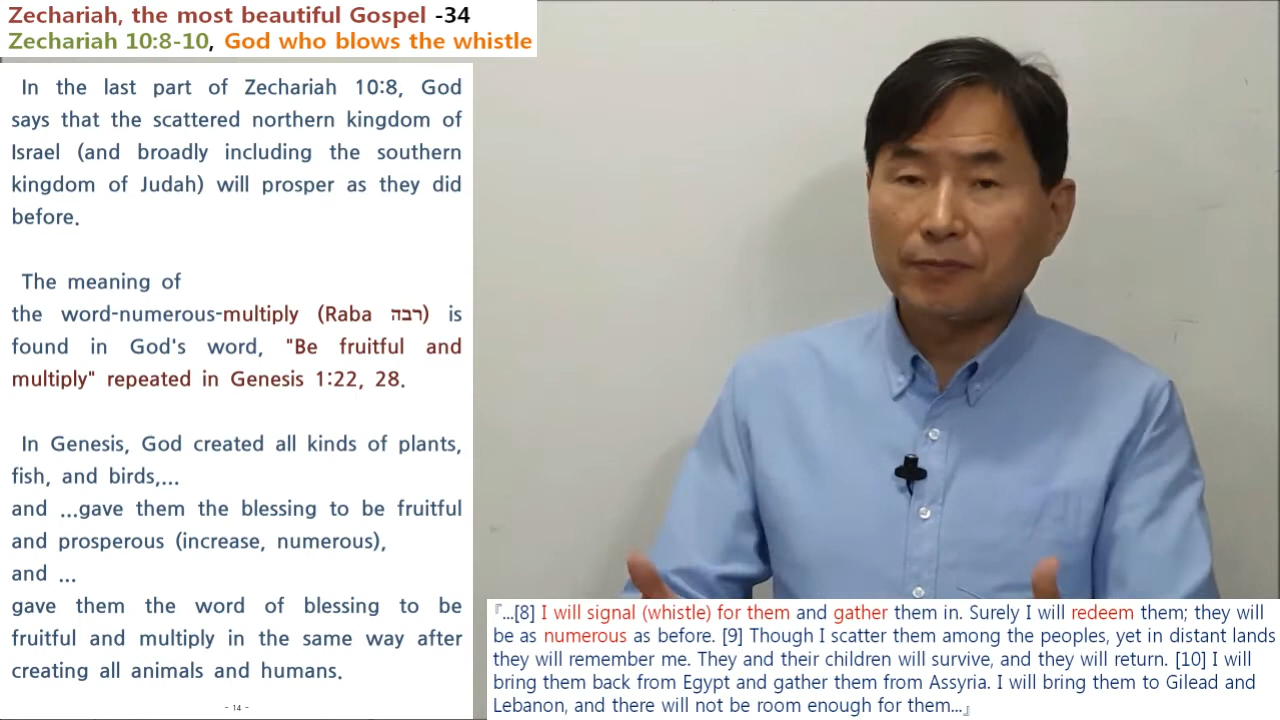 Zechariah, the most beautiful Gospel -34
Zechariah 10:8-10, God who blows the whistle
In the last part of Zechariah 10:8, God
says that the scattered northern kingdom of
Israel (and broadly including the southern
kingdom of Judah) will prosper as they did
before.
The meaning of
the word-numerous-multiply (Raba רבה) is
found in God's word, "Be fruitful and
multiply" repeated in Genesis 1:22, 28.
In Genesis, God created all kinds of plants,
fish, and birds,...
and ...gave them the blessing to be fruitful
and prosperous (increase, numerous),
and ...
gave them the word of blessing to be
fruitful and multiply in the same way after
creating all animals and humans.
- 14 -
『...[8] I will signal (whistle) for them and gather them in. Surely I will redeem them; they will
be as numerous as before. [9] Though I scatter them among the peoples, yet in distant lands
they will remember me. They and their children will survive, and they will return. [10] I will
bring them back from Egypt and gather them from Assyria. I will bring them to Gilead and
Lebanon, and there will not be room enough for them...』